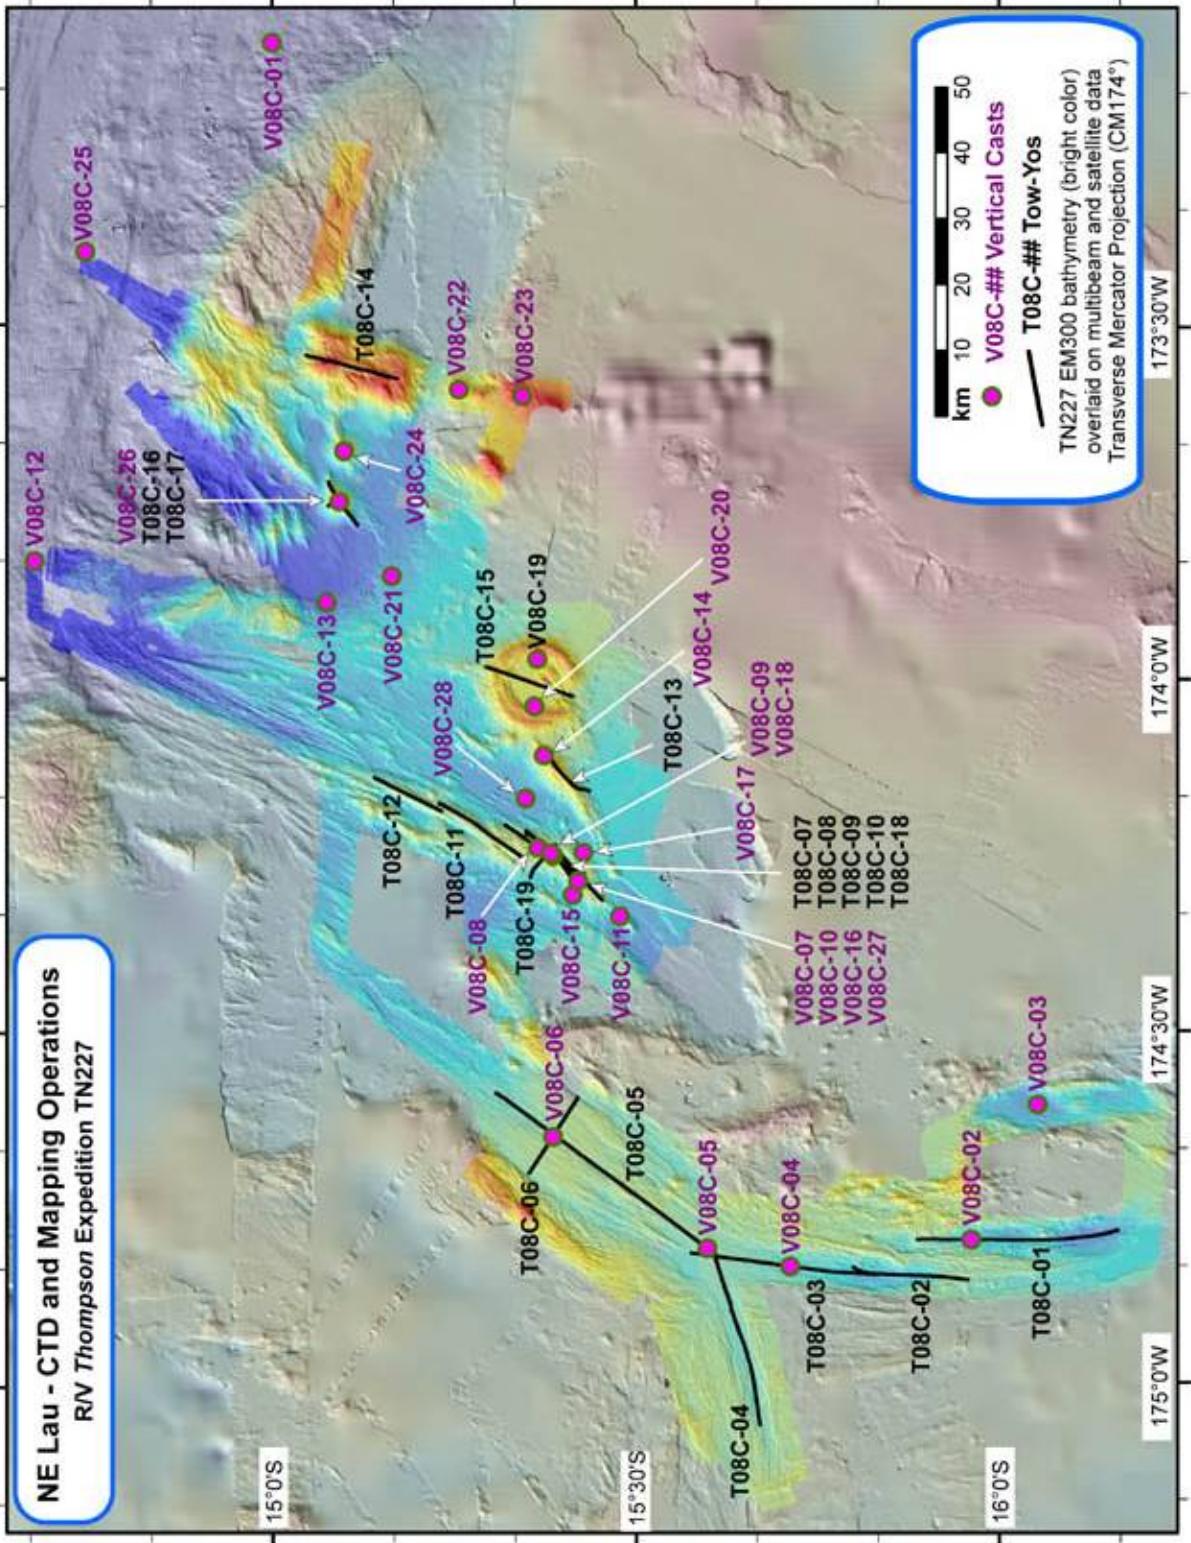 NE Lau - CTD and Mapping Operations
R/V Thompson Expedition TN227
V08C-12
V08C-25
V08C-01
V08C-26
T08C-16
T08C-17
T08C-14
V08C-24
V08C-22
V08C-23
V08C-13
V08C-21
T08C-15
V08C-19
V08C-20
V08C-28
V08C-14
T08C-12
T08C-11
T08C-13
V08C-09
V08C-18
V08C-17
T08C-19
V08C-08
V08C-15
V08C-11
T08C-07
T08C-08
T08C-09
T08C-10
T08C-18
V08C-07
V08C-10
V08C-16
V08C-27
V08C-06
T08C-06
T08C-05
V08C-05
V08C-04
V08C-03
V08C-02
T08C-04
T08C-03
T08C-02
T08C-01
15°0'S
15°30'S
16°0'S
175°0'W
174°30'W
174°0'W
173°30'W
km 10 20 30 40 50
V08C-## Vertical Casts
T08C-## Tow-Yos
TN227 EM300 bathymetry (bright color)
overlaid on multibeam and satellite data
Transverse Mercator Projection (CM174°)